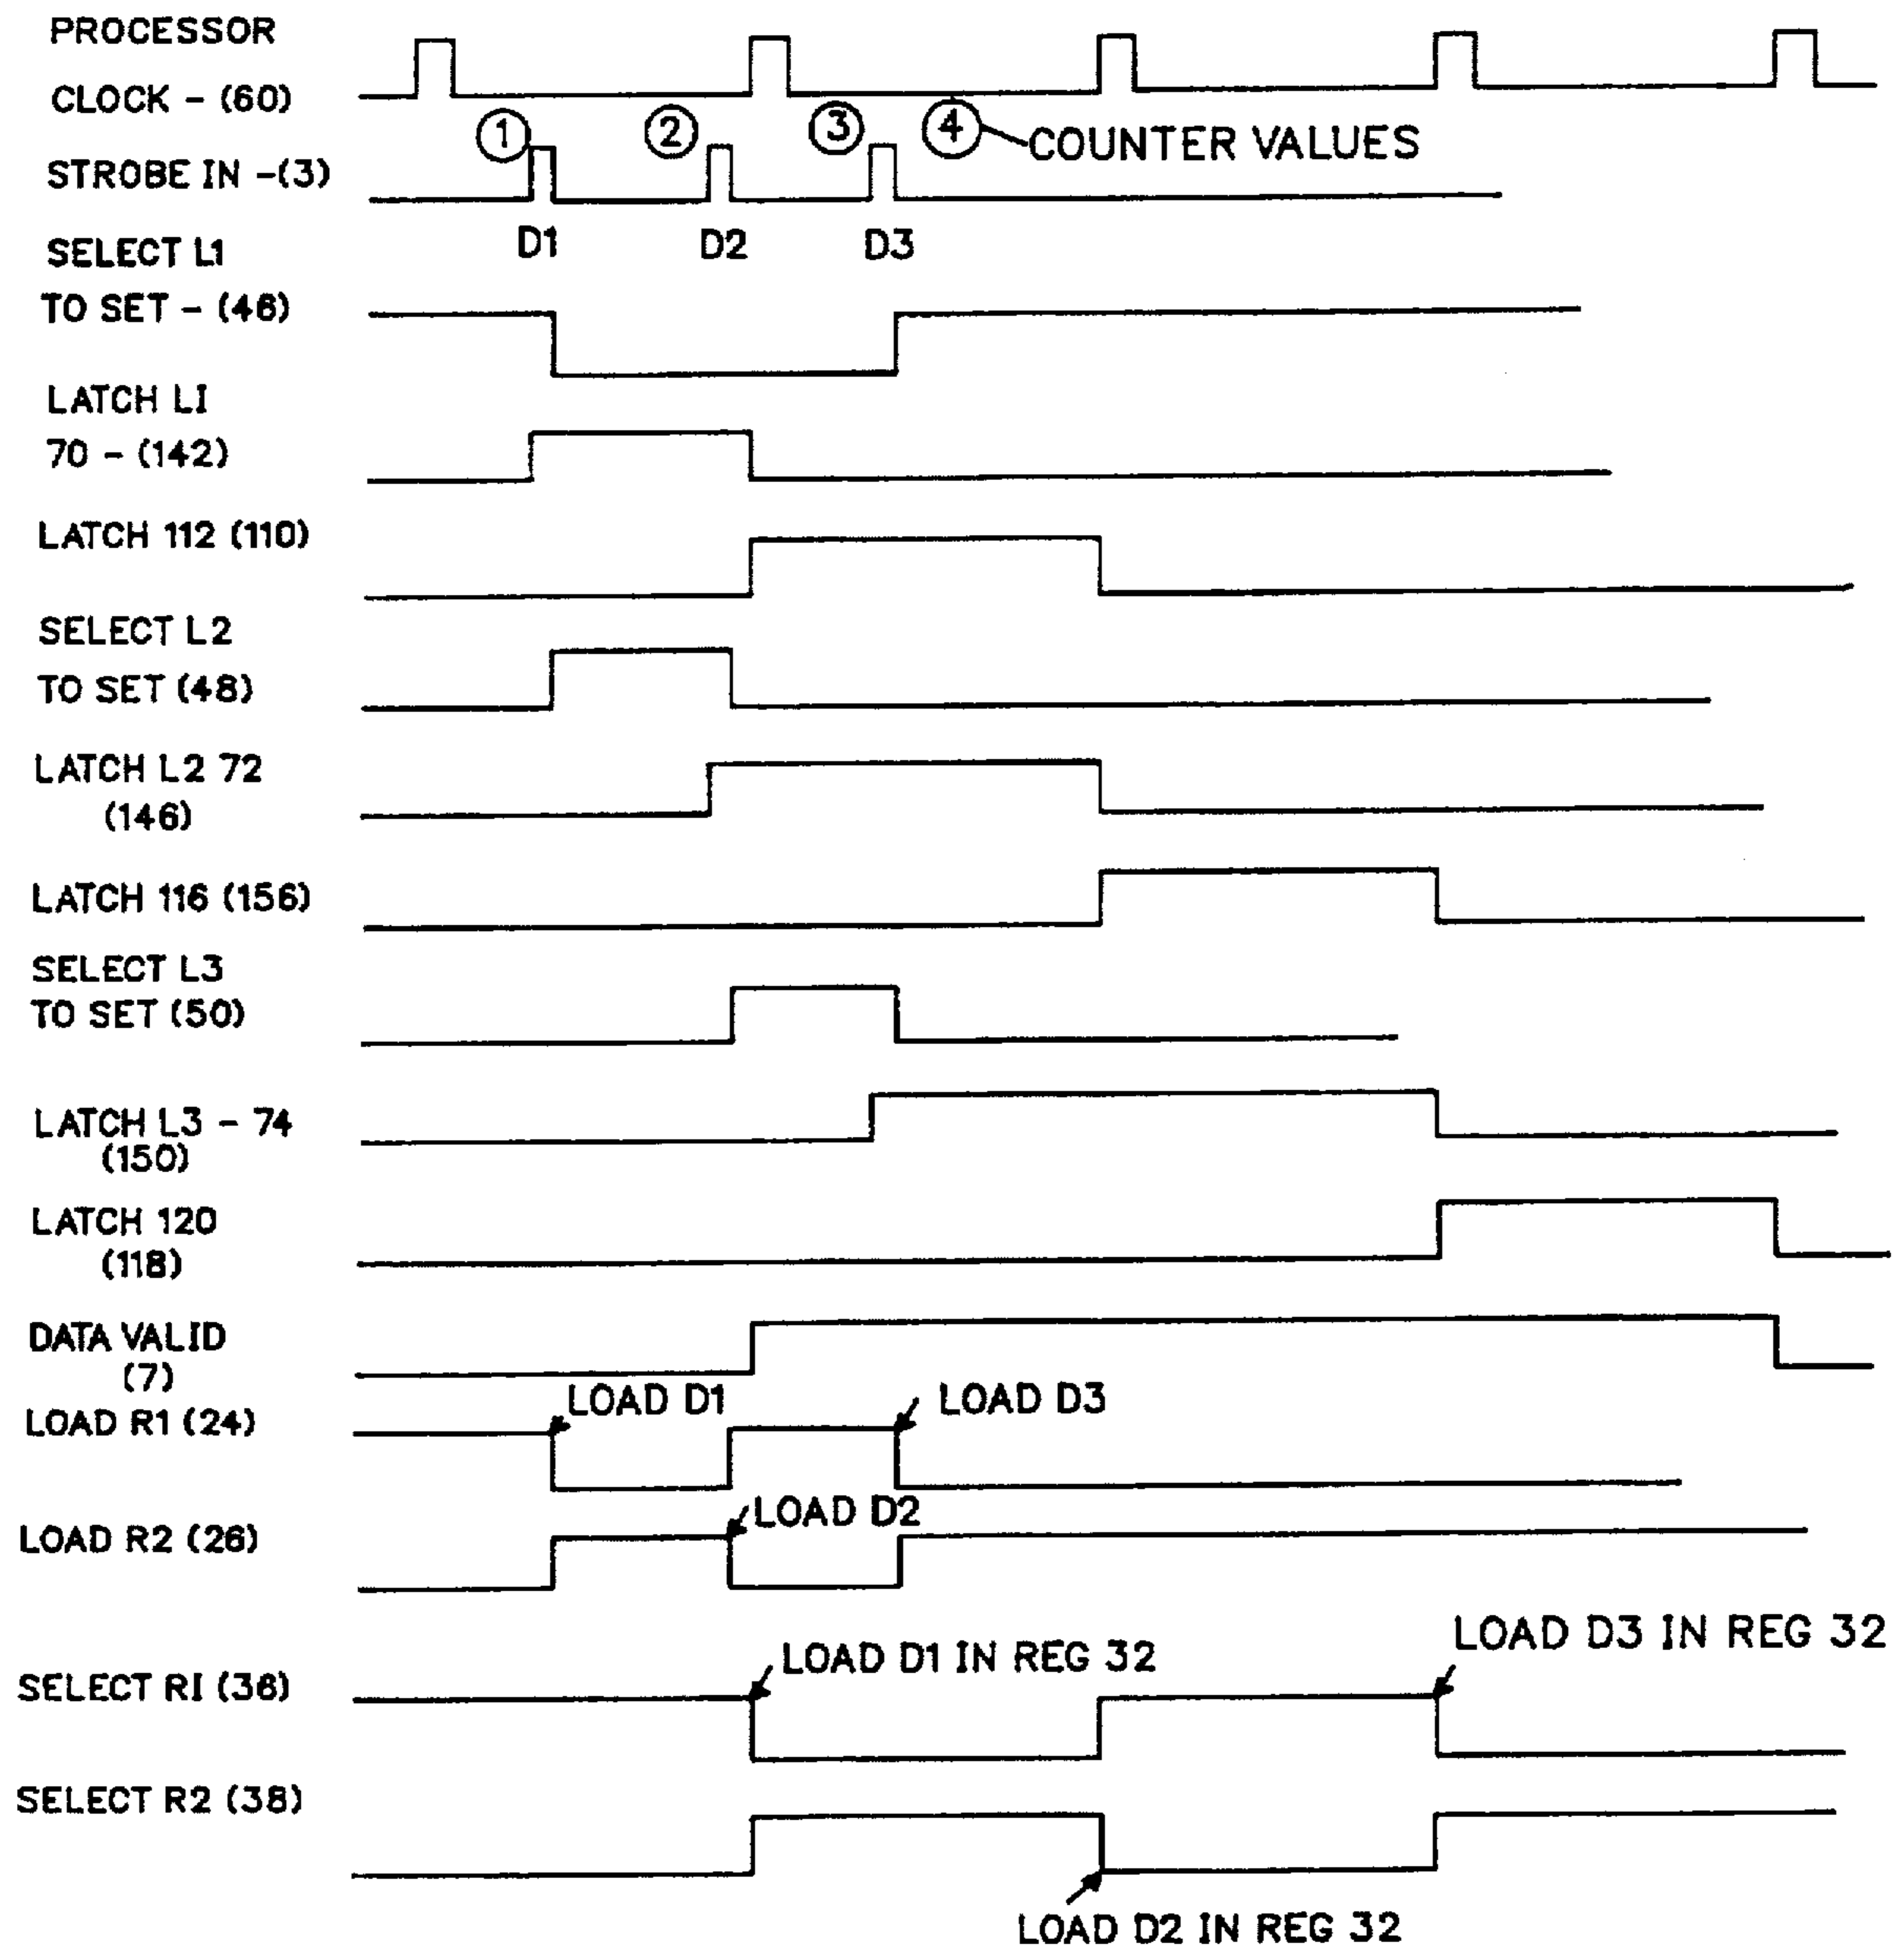 PROCESSOR
CLOCK - (60)
1 2 3 4 COUNTER VALUES
STROBE IN -(3)
D1 D2 D3
SELECT L1
TO SET - (46)
LATCH LI
70 - (142)
LATCH 112 (110)
SELECT L2
TO SET (48)
LATCH L2 72
(146)
LATCH 116 (156)
SELECT L3
TO SET (50)
LATCH L3 - 74
(150)
LATCH 120
(118)
DATA VALID
(7)
LOAD D1 LOAD D3
LOAD R1 (24)
LOAD D2
LOAD R2 (26)
LOAD D3 IN REG 32
LOAD D1 IN REG 32
SELECT RI (36)
SELECT R2 (38)
LOAD D2 IN REG 32